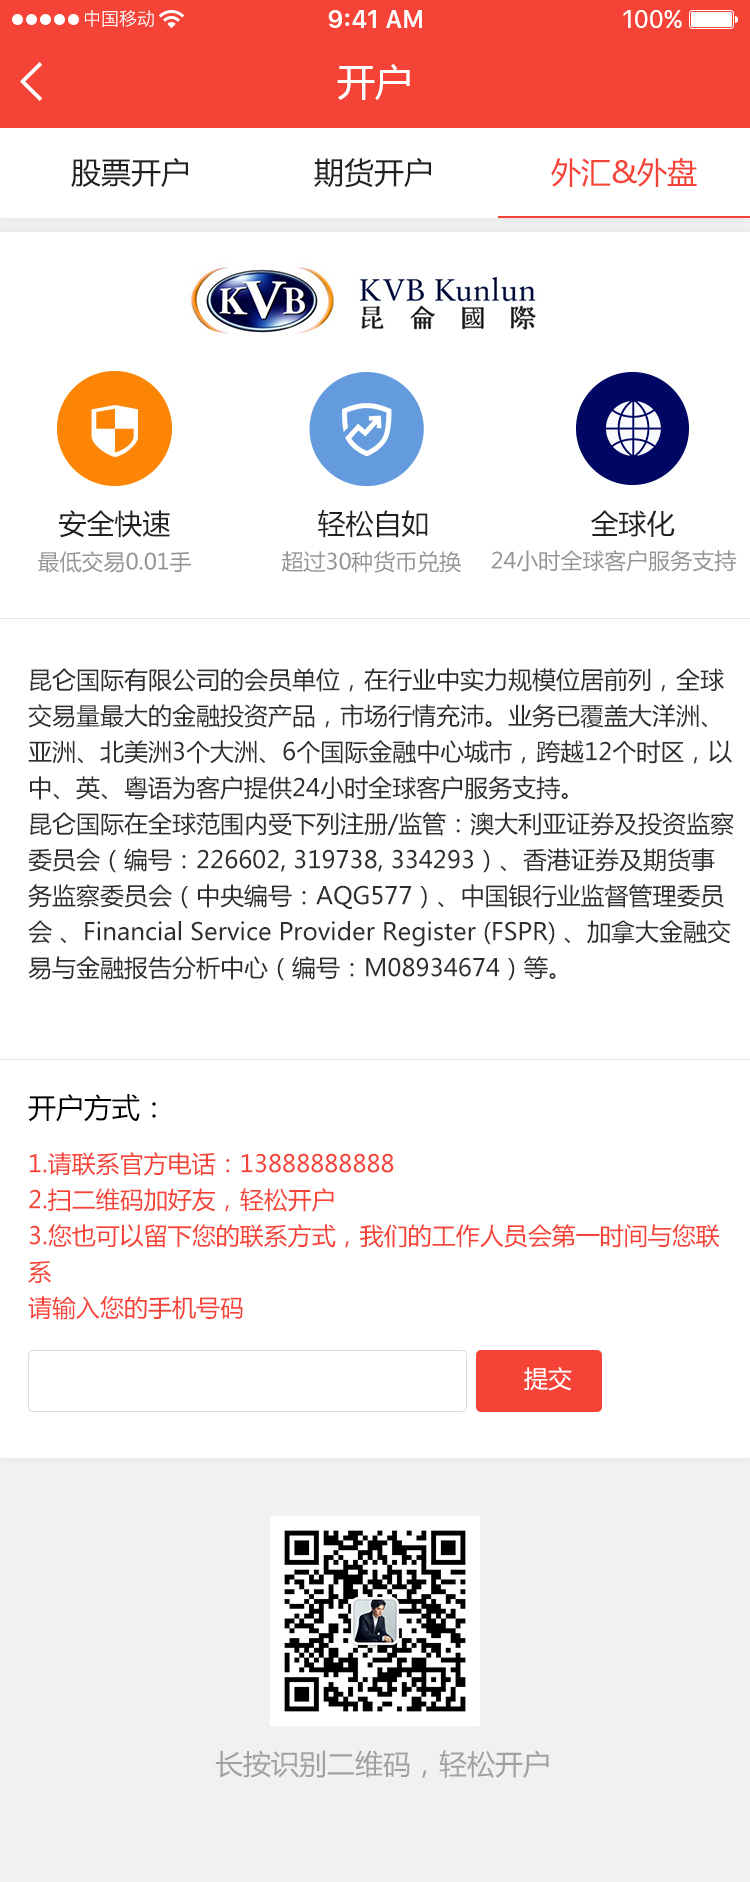 中国移动 9:41 AM 100%
开户
股票开户 期货开户 外汇&外盘
KVB KVB Kunlun
昆侖國際
安全快速 轻松自如 全球化
最低交易0.01手 超过30种货币兑换 24小时全球客户服务支持
昆仑国际有限公司的会员单位，在行业中实力规模位居前列，全球
交易量最大的金融投资产品，市场行情充沛。业务已覆盖大洋洲、
亚洲、北美洲3个大洲、6个国际金融中心城市，跨越12个时区，以
中、英、粤语为客户提供24小时全球客户服务支持。
昆仑国际在全球范围内受下列注册/监管：澳大利亚证券及投资监察
委员会（编号：226602, 319738, 334293）、香港证券及期货事
务监察委员会（中央编号：AQG577）、中国银行业监督管理委员
会 、Financial Service Provider Register (FSPR) 、加拿大金融交
易与金融报告分析中心（编号：M08934674）等。
开户方式：
1.请联系官方电话：13888888888
2.扫二维码加好友，轻松开户
3.您也可以留下您的联系方式，我们的工作人员会第一时间与您联
系
请输入您的手机号码
提交
长按识别二维码，轻松开户